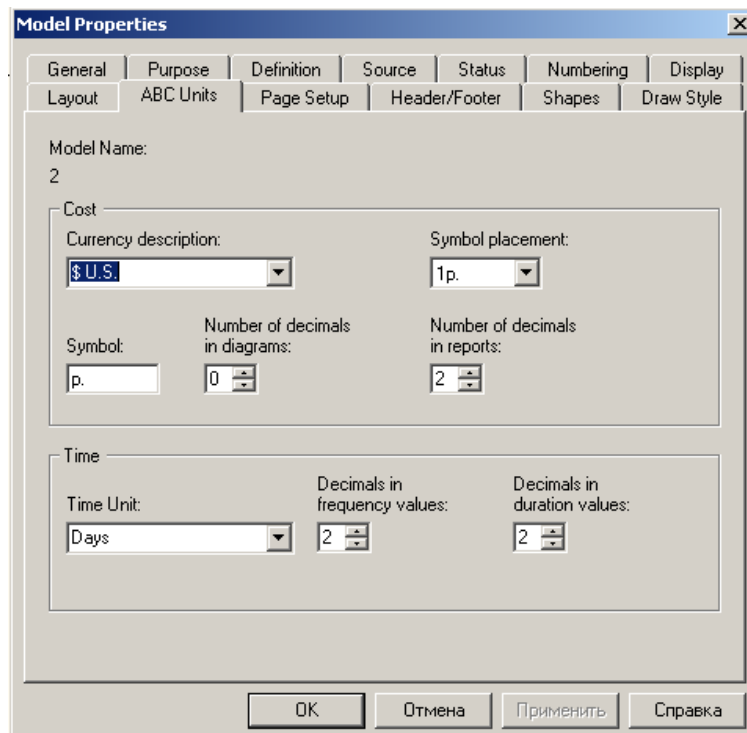 Model Properties
General Purpose Definition Source Status Numbering Display
Layout ABC Units Page Setup Header/Footer Shapes Draw Style
Model Name:
2
Cost
Currency description: Symbol placement:
$ U.S. 1р.
Number of decimals Number of decimals
Symbol: in diagrams: in reports:
р. 0 2
Time
Decimals in Decimals in
Time Unit: frequency values: duration values:
Days 2 2
OK Отмена Применить Справка